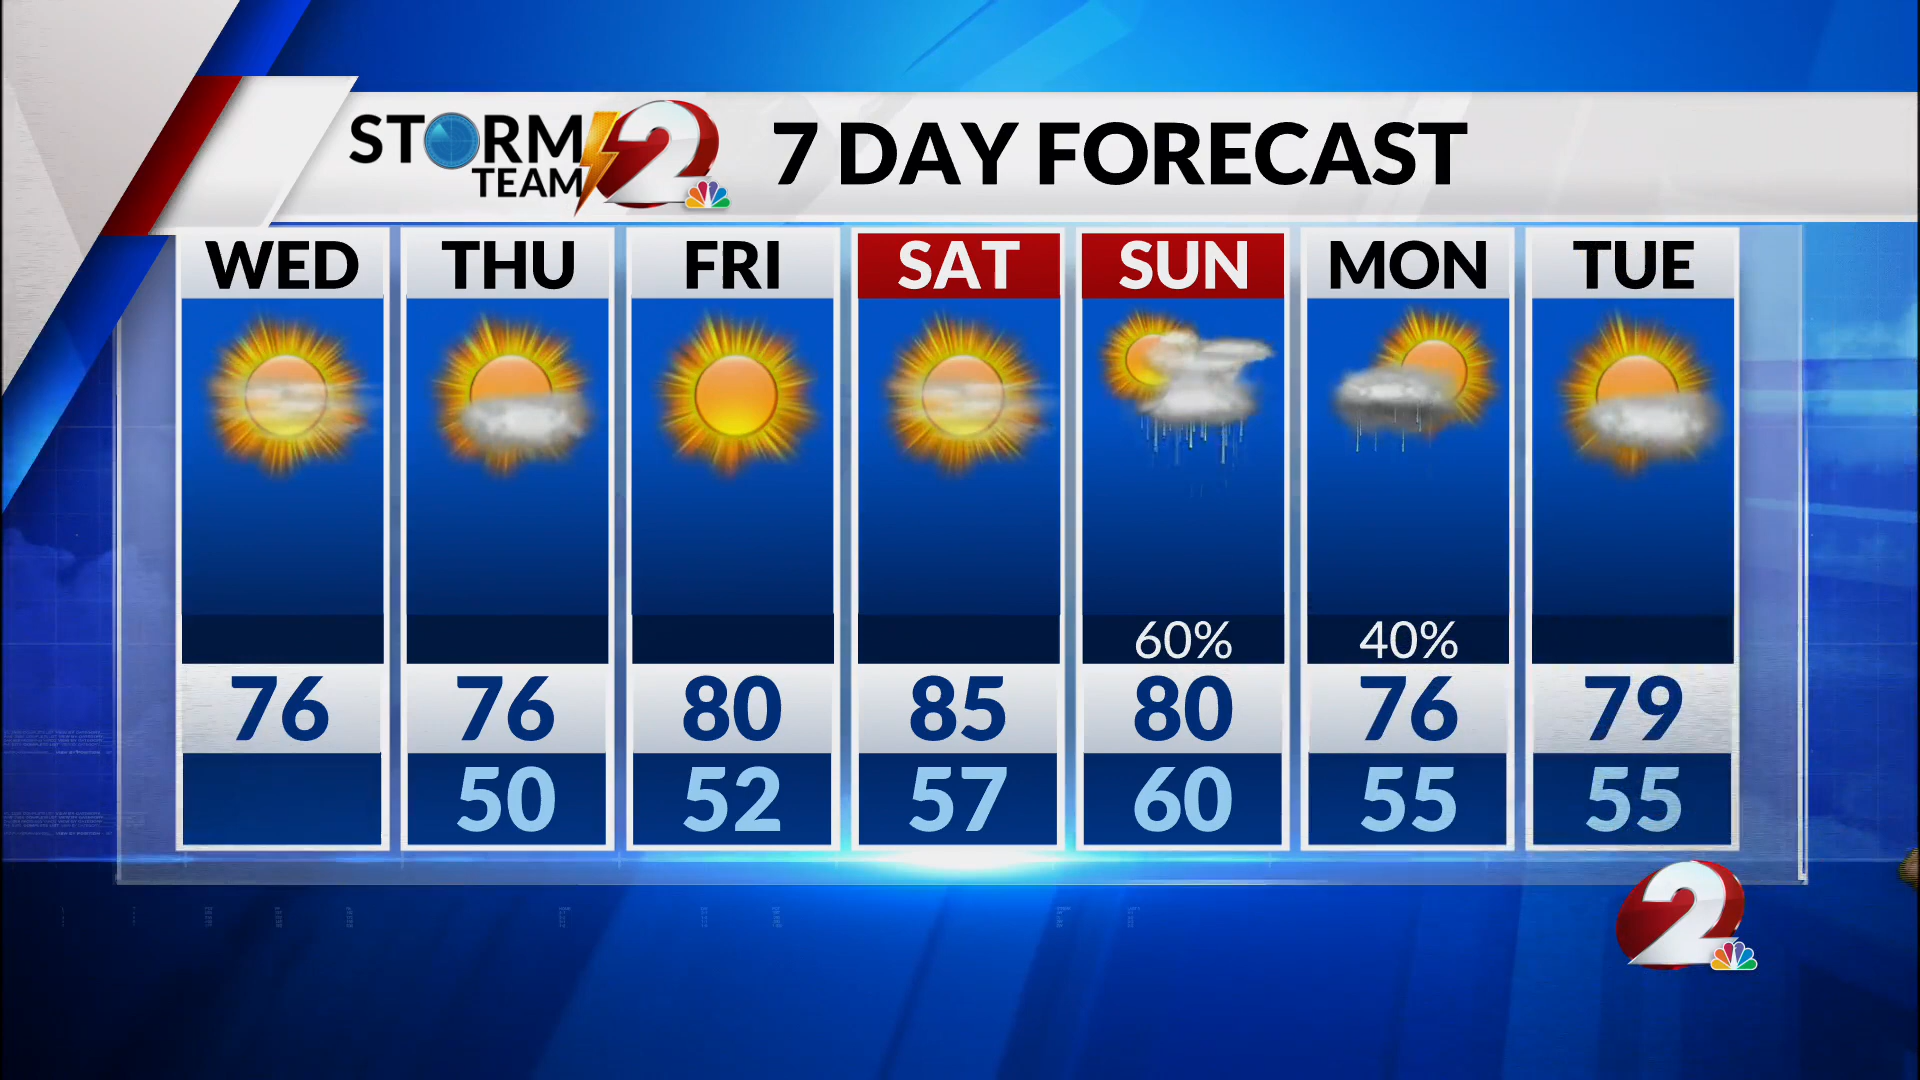 STORM
TEAM
2
7 DAY FORECAST
WED THU FRI SAT SUN MON TUE
60% 40%
76 76 80 85 80 76 79
50 52 57 60 55 55
2